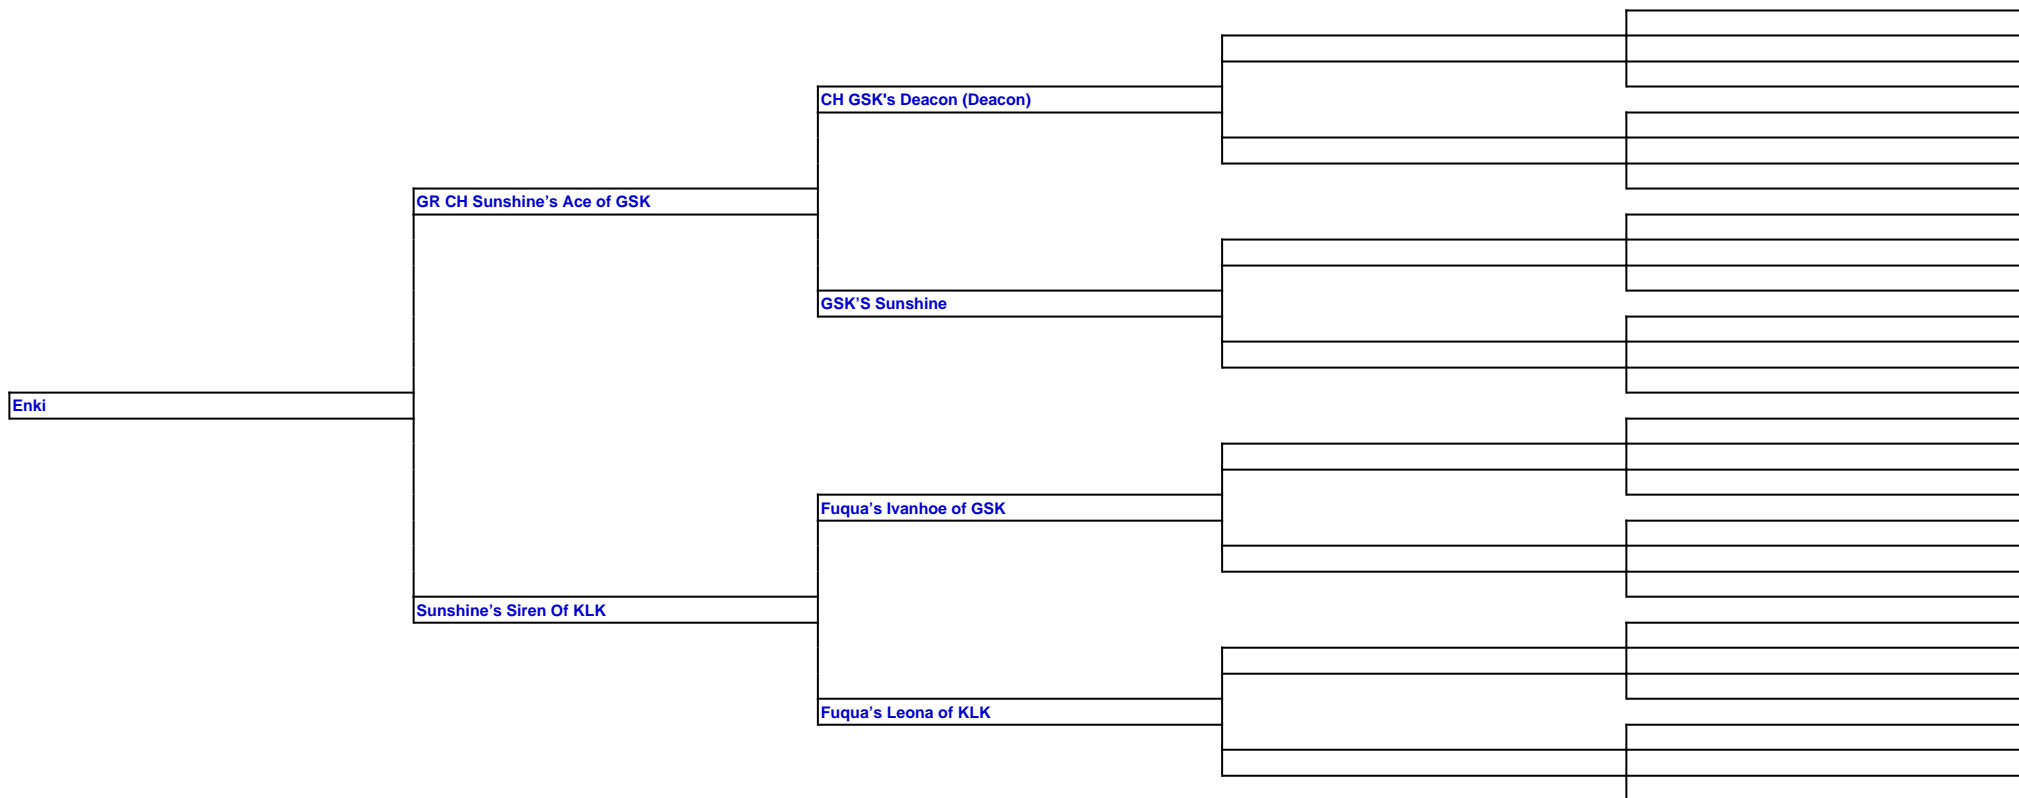 CH GSK's Deacon (Deacon)
GR CH Sunshine’s Ace of GSK
GSK’S Sunshine
Enki
Fuqua’s Ivanhoe of GSK
Sunshine’s Siren Of KLK
Fuqua’s Leona of KLK